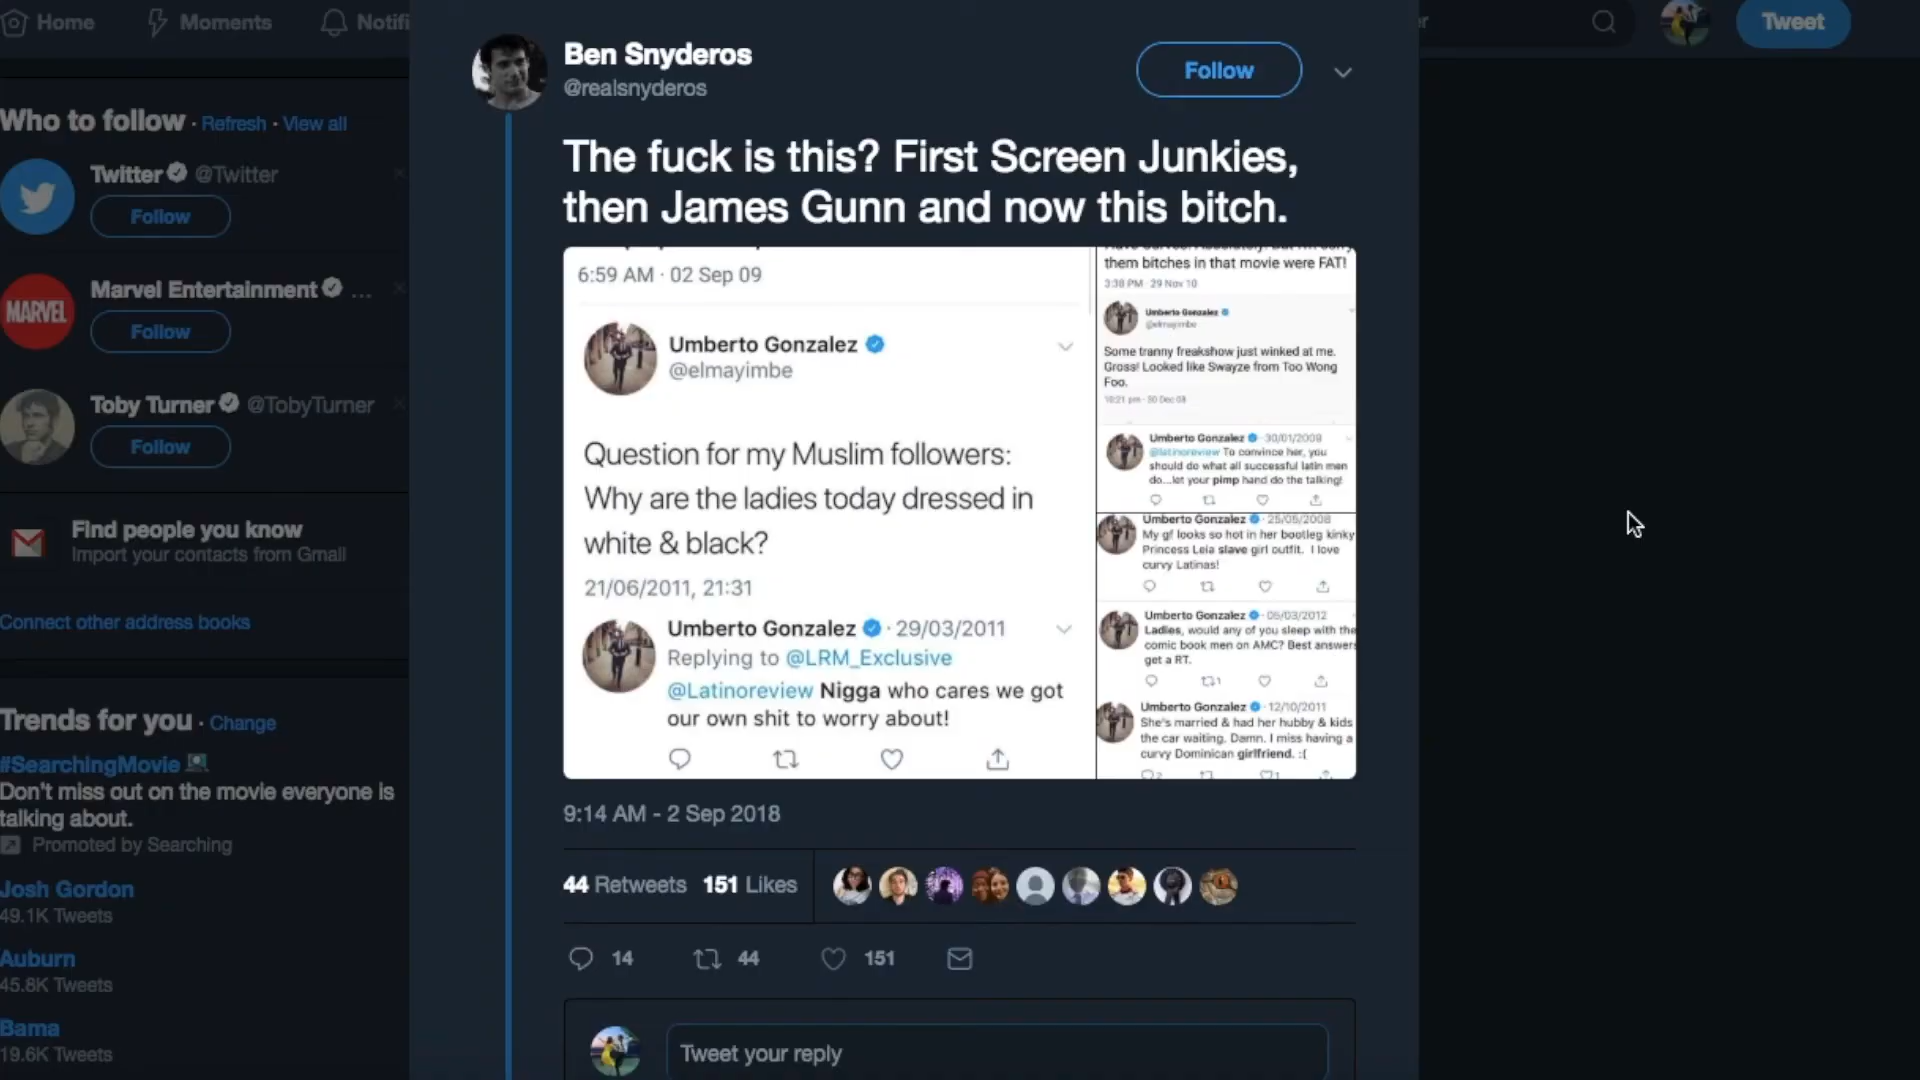 Home
Moments
Notifi
r
Tweet
Who to follow · Refresh · View all
Twitter @Twitter
Follow
Marvel Entertainment ...
Follow
MARVEL
Toby Turner @TobyTurner
Follow
Find people you know
Import your contacts from Gmail
Connect other address books
Trends for you · Change
#SearchingMovie
Don't miss out on the movie everyone is
talking about.
Promoted by Searching
Josh Gordon
49.1K Tweets
Auburn
45.8K Tweets
Bama
19.6K Tweets
Ben Snyderos
@realsnyderos
Follow
The fuck is this? First Screen Junkies,
then James Gunn and now this bitch.
6:59 AM · 02 Sep 09
Umberto Gonzalez
@elmayimbe
Question for my Muslim followers:
Why are the ladies today dressed in
white & black?
21/06/2011, 21:31
Umberto Gonzalez · 29/03/2011
Replying to @LRM_Exclusive
@Latinoreview Nigga who cares we got
our own shit to worry about!
them bitches in that movie were FAT!
3:38 PM · 29 Nov 10
Umberto Gonzalez
@elmayimbe
Some tranny freakshow just winked at me.
Gross! Looked like Swayze from Too Wong
Foo.
10:21 pm · 30 Dec 08
Umberto Gonzalez · 30/01/2009
@latinoreview To convince her, you
should do what all successful latin men
do...let your pimp hand do the talking!
Umberto Gonzalez · 25/05/2008
My gf looks so hot in her bootleg kinky
Princess Leia slave girl outfit. I love
curvy Latinas!
Umberto Gonzalez · 05/03/2012
Ladies, would any of you sleep with the
comic book men on AMC? Best answers
get a RT.
1
Umberto Gonzalez · 12/10/2011
She's married & had her hubby & kids
the car waiting. Damn. I miss having a
curvy Dominican girlfriend. :(
2 1
9:14 AM - 2 Sep 2018
44 Retweets 151 Likes
14 44 151
Tweet your reply